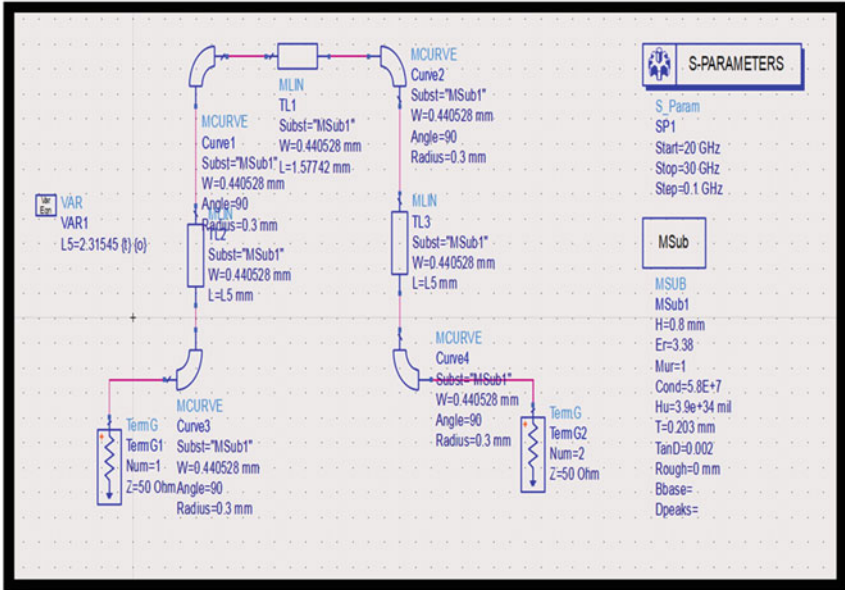 MCURVE
Curve2
Subst="MSub1"
W=0.440528 mm
Angle=90
Radius=0.3 mm
MLIN
TL1
Subst="MSub1"
W=0.440528 mm
L=1.57742 mm
MCURVE
Curve1
Subst="MSub1"
W=0.440528 mm
Angle=90
Radius=0.3 mm
S-PARAMETERS
S_Param
SP1
Start=20 GHz
Stop=30 GHz
Step=0.1 GHz
Var
Eqn
VAR
VAR1
L5=2.31545 {t} {o}
MLIN
TL2
Subst="MSub1"
W=0.440528 mm
L=L5 mm
MLIN
TL3
Subst="MSub1"
W=0.440528 mm
L=L5 mm
MSub
MSUB
MSub1
H=0.8 mm
Er=3.38
Mur=1
Cond=5.8E+7
Hu=3.9e+34 mil
T=0.203 mm
TanD=0.002
Rough=0 mm
Bbase=
Dpeaks=
MCURVE
Curve4
Subst="MSub1"
W=0.440528 mm
Angle=90
Radius=0.3 mm
TermG
TermG1
Num=1
Z=50 Ohm
MCURVE
Curve3
Subst="MSub1"
W=0.440528 mm
Angle=90
Radius=0.3 mm
TermG
TermG2
Num=2
Z=50 Ohm